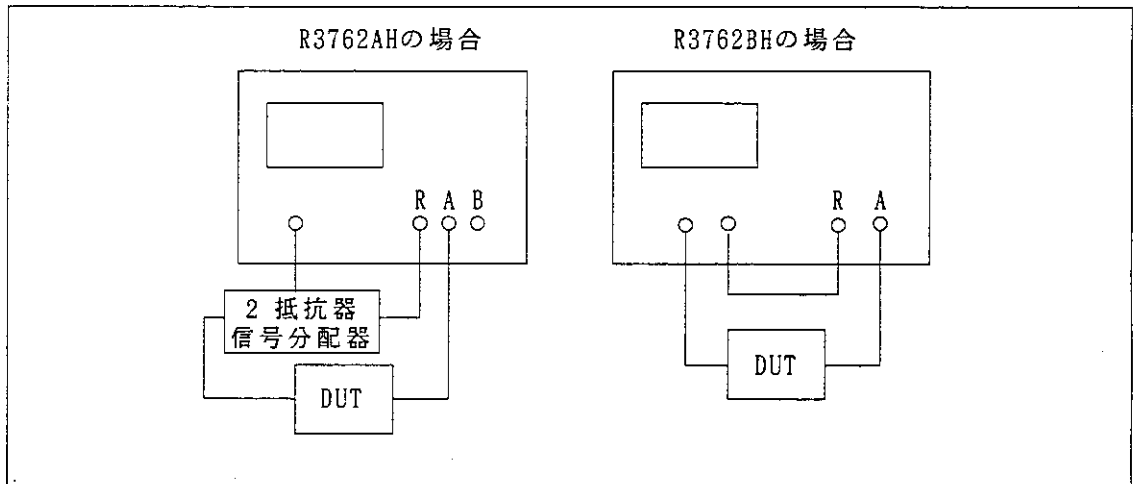 R3762AHの場合
R A B
2 抵抗器
信号分配器
DUT
R3762BHの場合
R A
DUT